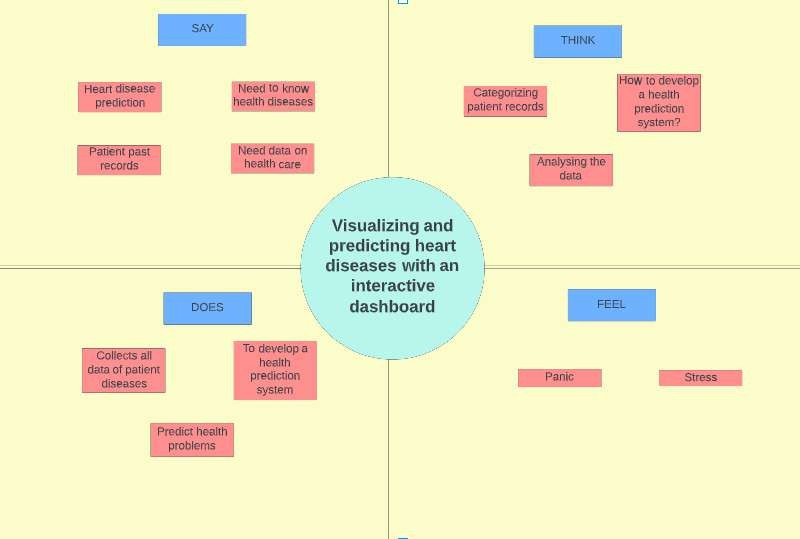 SAY
Heart disease
prediction
Need to know
health diseases
Patient past
records
Need data on
health care
THINK
Categorizing
patient records
How to develop
a health
prediction
system?
Analysing the
data
Visualizing and
predicting heart
diseases with an
interactive
dashboard
DOES
Collects all
data of patient
diseases
To develop a
health
prediction
system
Predict health
problems
FEEL
Panic
Stress